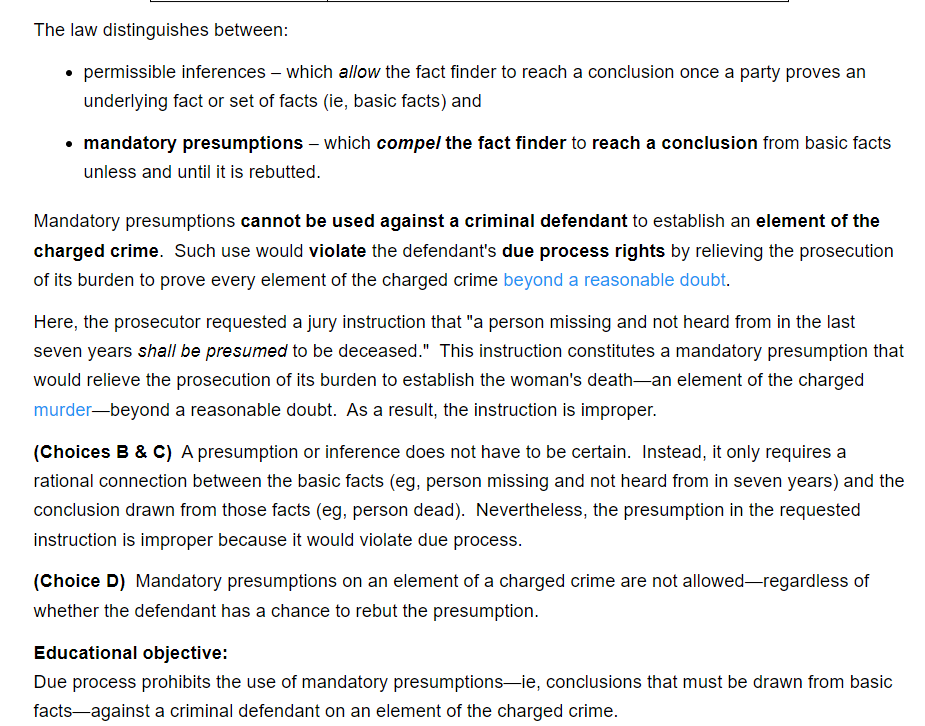 The law distinguishes between:
• permissible inferences – which allow the fact finder to reach a conclusion once a party proves an
underlying fact or set of facts (ie, basic facts) and
• mandatory presumptions – which compel the fact finder to reach a conclusion from basic facts
unless and until it is rebutted.
Mandatory presumptions cannot be used against a criminal defendant to establish an element of the
charged crime. Such use would violate the defendant's due process rights by relieving the prosecution
of its burden to prove every element of the charged crime beyond a reasonable doubt.
Here, the prosecutor requested a jury instruction that "a person missing and not heard from in the last
seven years shall be presumed to be deceased." This instruction constitutes a mandatory presumption that
would relieve the prosecution of its burden to establish the woman's death—an element of the charged
murder—beyond a reasonable doubt. As a result, the instruction is improper.
(Choices B & C) A presumption or inference does not have to be certain. Instead, it only requires a
rational connection between the basic facts (eg, person missing and not heard from in seven years) and the
conclusion drawn from those facts (eg, person dead). Nevertheless, the presumption in the requested
instruction is improper because it would violate due process.
(Choice D) Mandatory presumptions on an element of a charged crime are not allowed—regardless of
whether the defendant has a chance to rebut the presumption.
Educational objective:
Due process prohibits the use of mandatory presumptions—ie, conclusions that must be drawn from basic
facts—against a criminal defendant on an element of the charged crime.